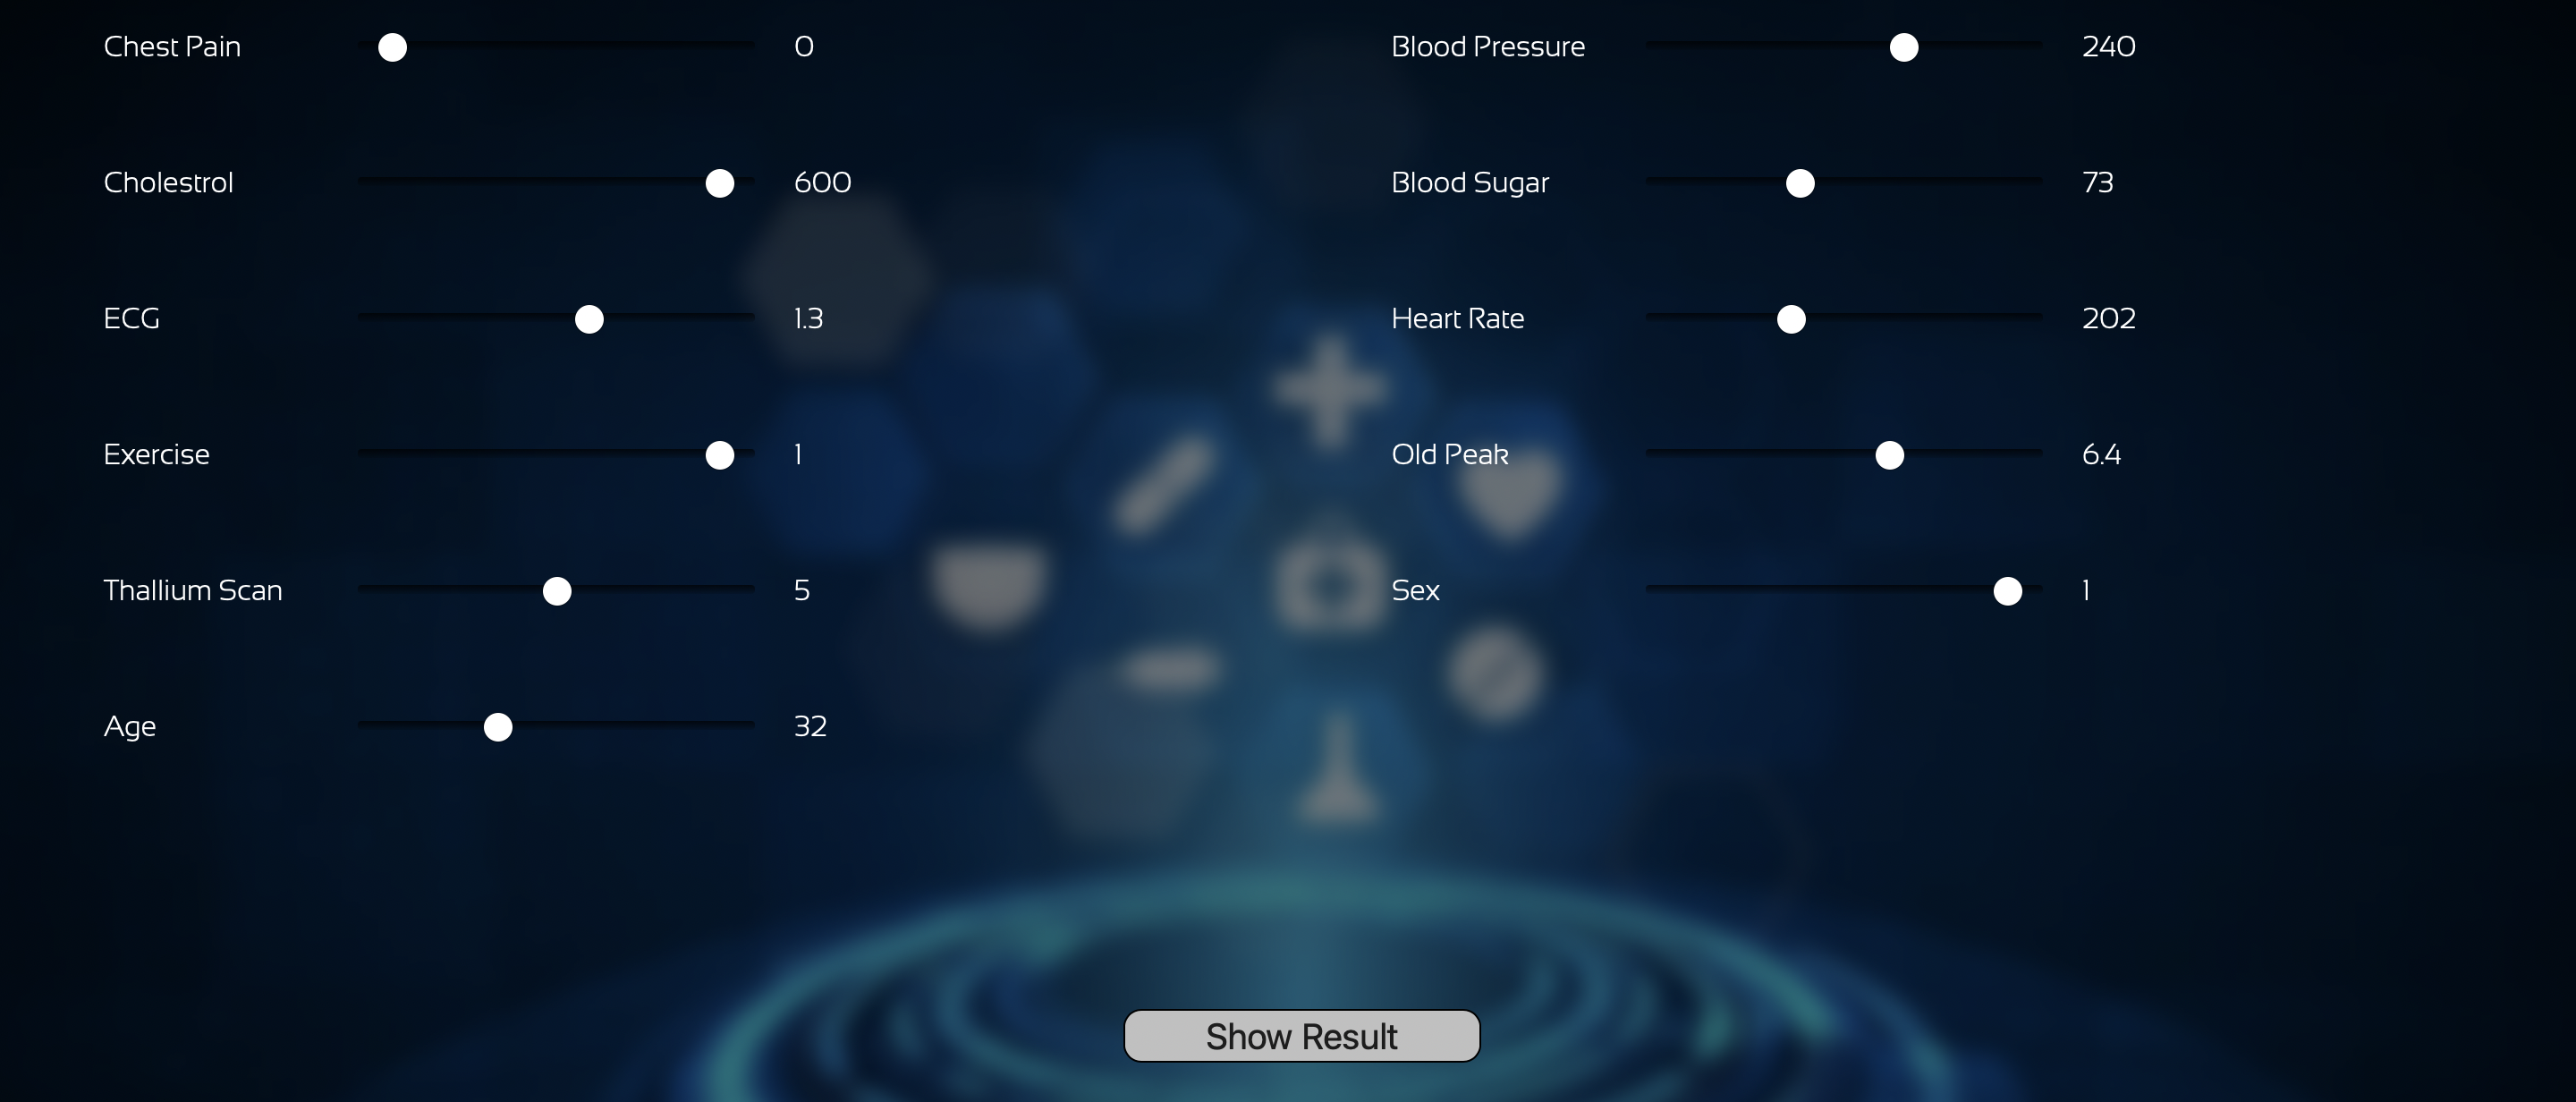 Chest Pain 0 Blood Pressure 240
Cholestrol 600 Blood Sugar 73
ECG 1.3 Heart Rate 202
Exercise 1 Old Peak 6.4
Thallium Scan 5 Sex 1
Age 32
Show Result